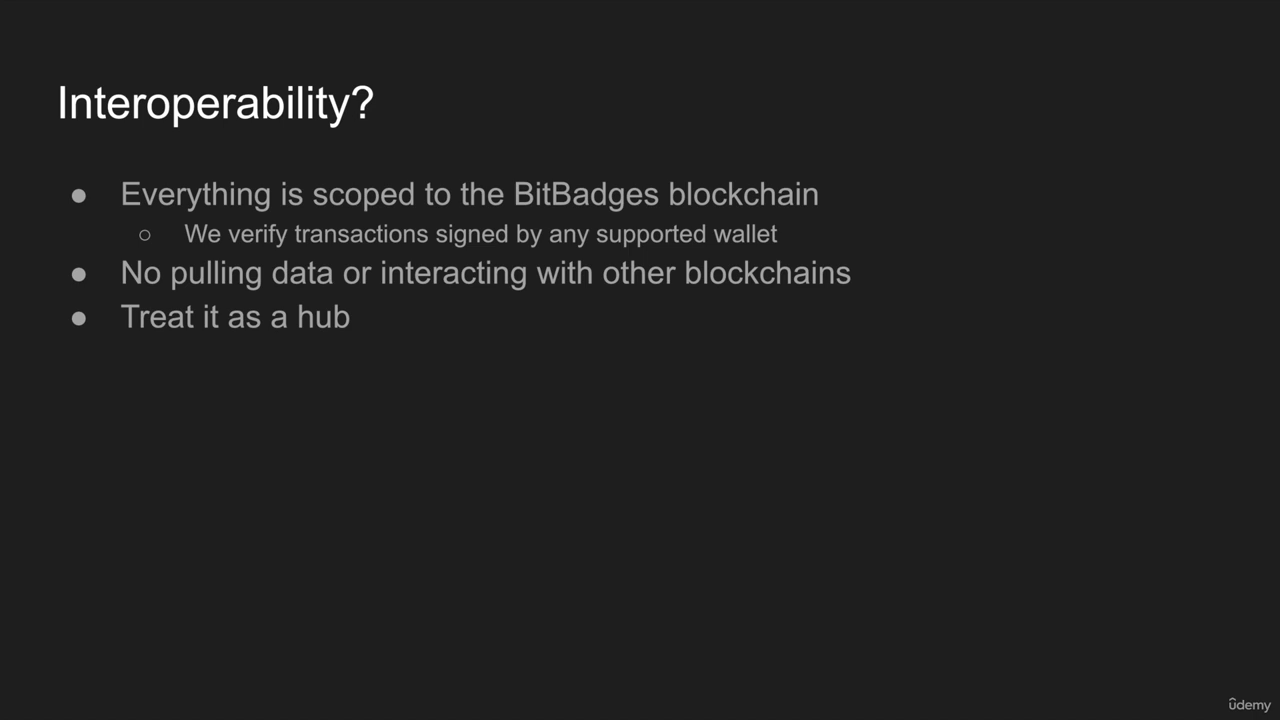 Interoperability?
● Everything is scoped to the BitBadges blockchain
○ We verify transactions signed by any supported wallet
● No pulling data or interacting with other blockchains
● Treat it as a hub
ûdemy